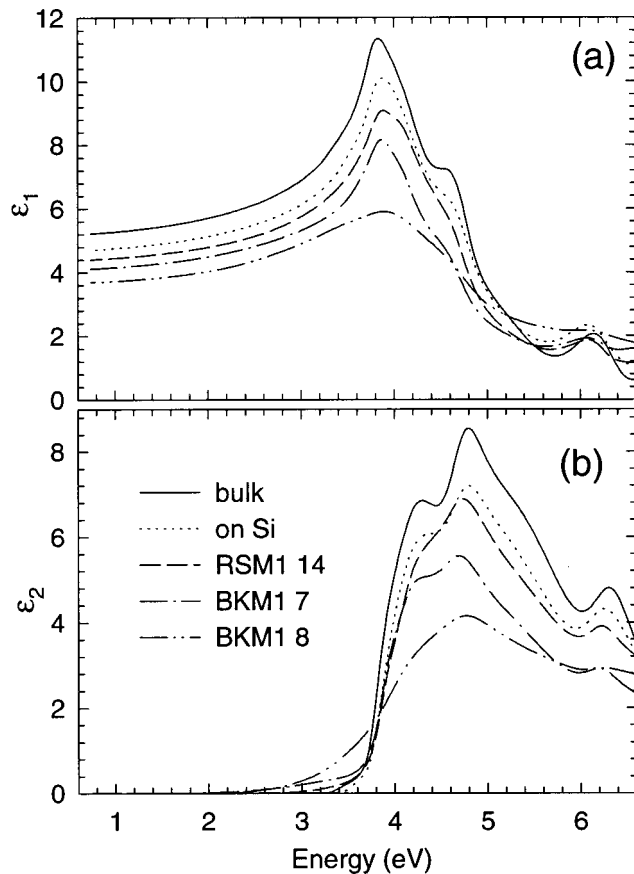 12
(a)
10
8
ε₁
6
4
2
0
(b)
8
bulk
on Si
6
RSM1 14
ε₂
BKM1 7
4
BKM1 8
2
0
1 2 3 4 5 6
Energy (eV)